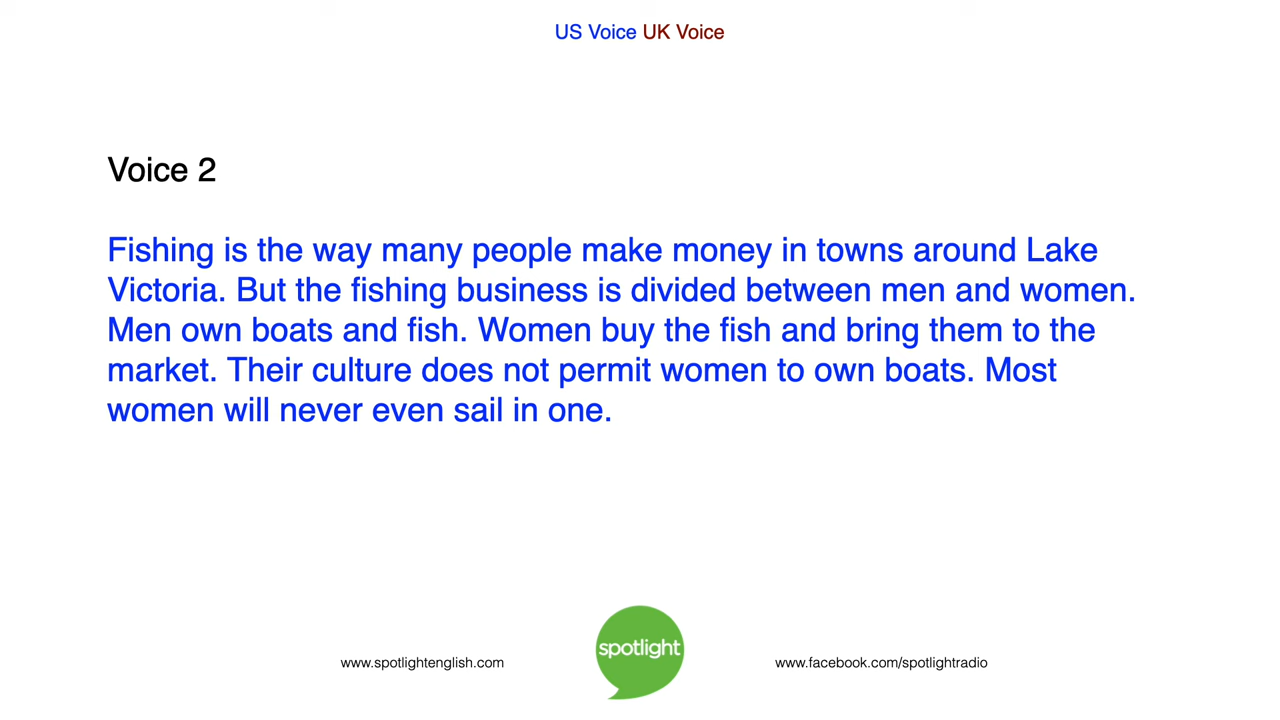 US Voice UK Voice
Voice 2
Fishing is the way many people make money in towns around Lake
Victoria. But the fishing business is divided between men and women.
Men own boats and fish. Women buy the fish and bring them to the
market. Their culture does not permit women to own boats. Most
women will never even sail in one.
www.spotlightenglish.com
spotlight
www.facebook.com/spotlightradio